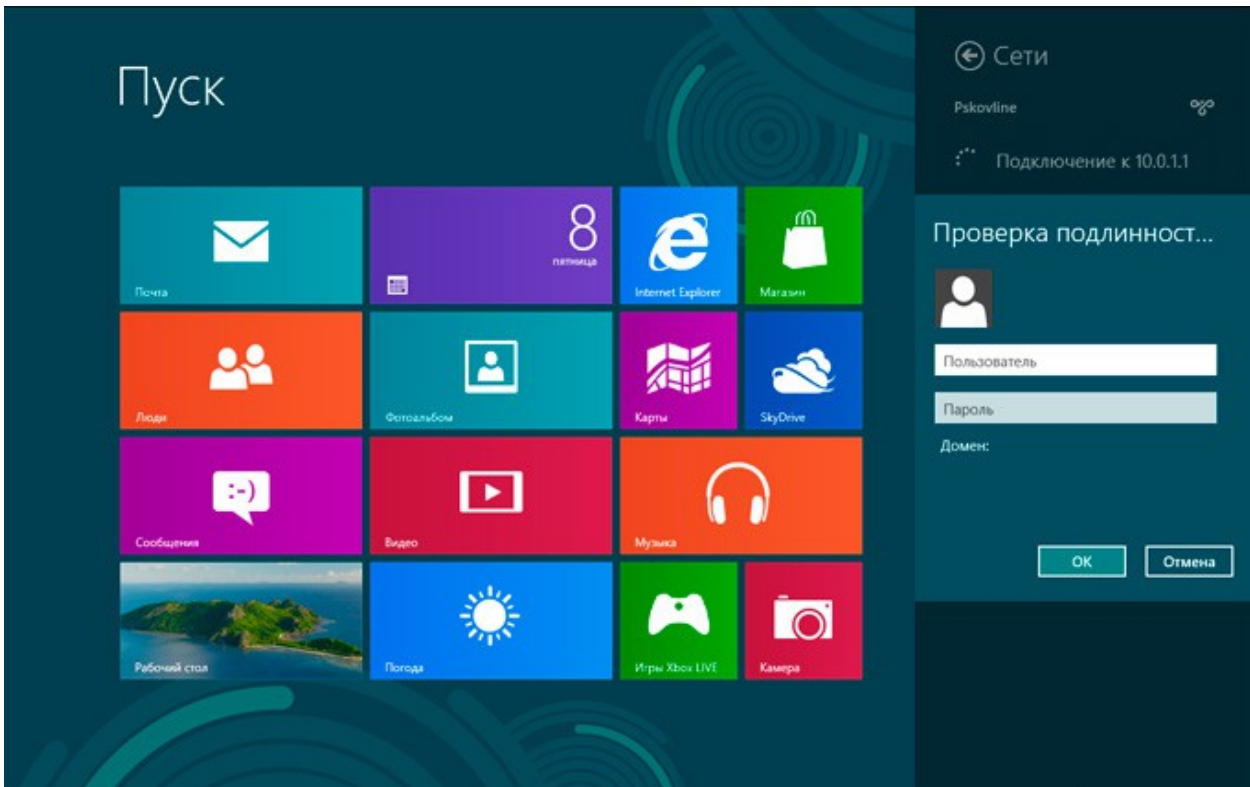 Пуск
Почта
8
пятница
Internet Explorer
Магазин
Люди
Фотоальбом
Карты
SkyDrive
Сообщения
:-)
Видео
Музыка
Рабочий стол
Погода
Игры Xbox LIVE
Камера
Сети
Pskovline
Подключение к 10.0.1.1
Проверка подлинност...
Пользователь
Пароль
Домен:
ОК
Отмена